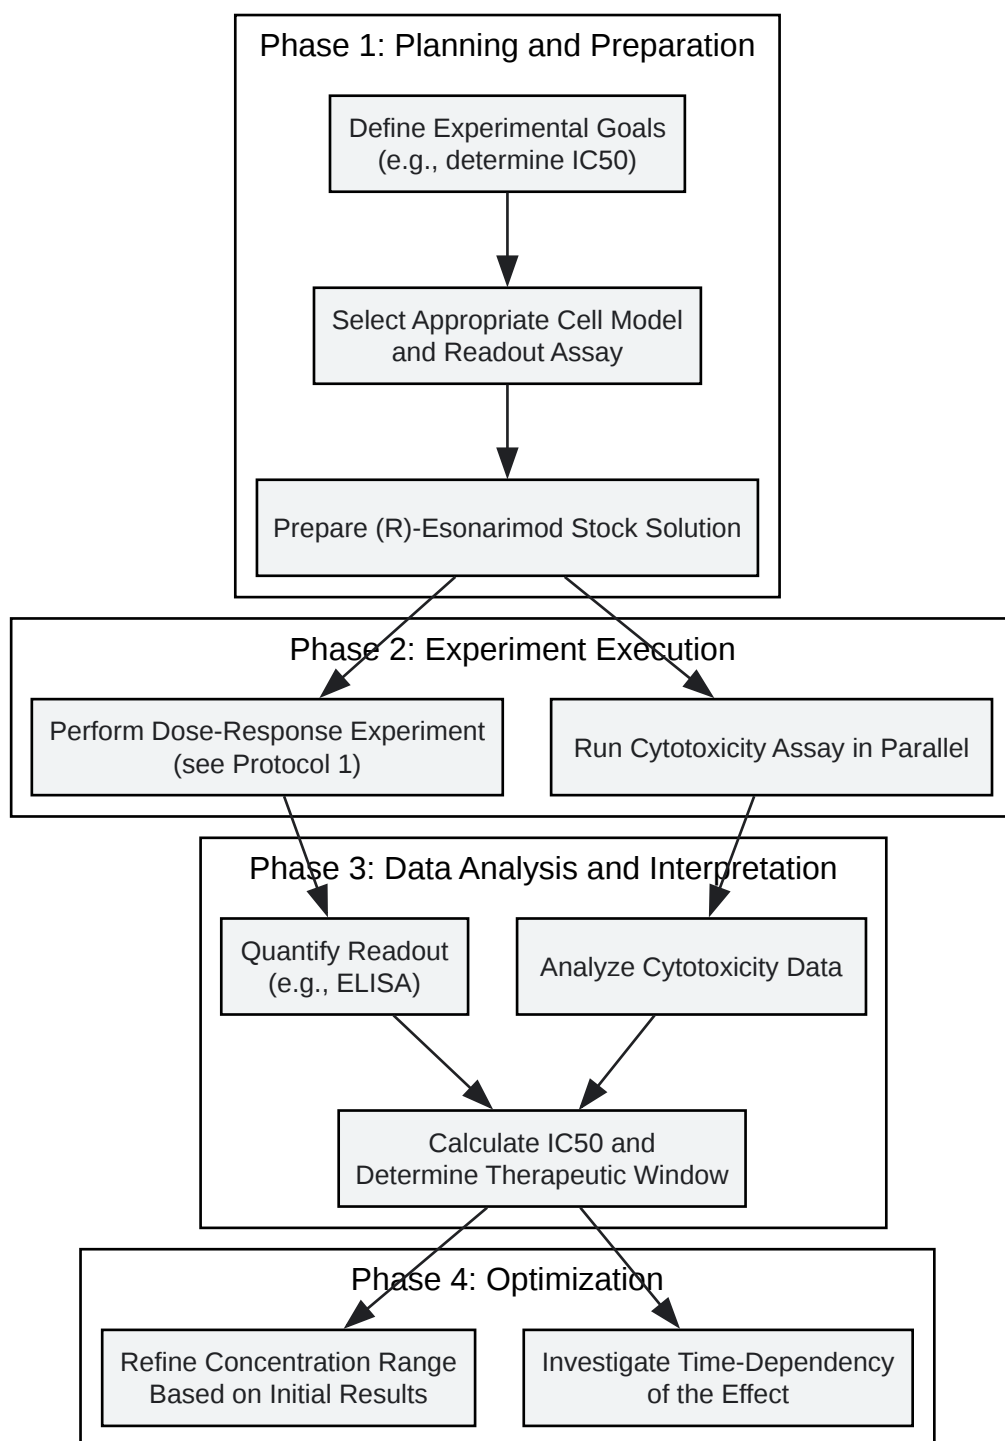 Phase 1: Planning and Preparation
Define Experimental Goals
(e.g., determine IC50)
Select Appropriate Cell Model
and Readout Assay
Prepare (R)-Esonarimod Stock Solution
Phase 2: Experiment Execution
Perform Dose-Response Experiment
(see Protocol 1)
Run Cytotoxicity Assay in Parallel
Phase 3: Data Analysis and Interpretation
Quantify Readout
(e.g., ELISA)
Analyze Cytotoxicity Data
Calculate IC50 and
Determine Therapeutic Window
Phase 4: Optimization
Refine Concentration Range
Based on Initial Results
Investigate Time-Dependency
of the Effect